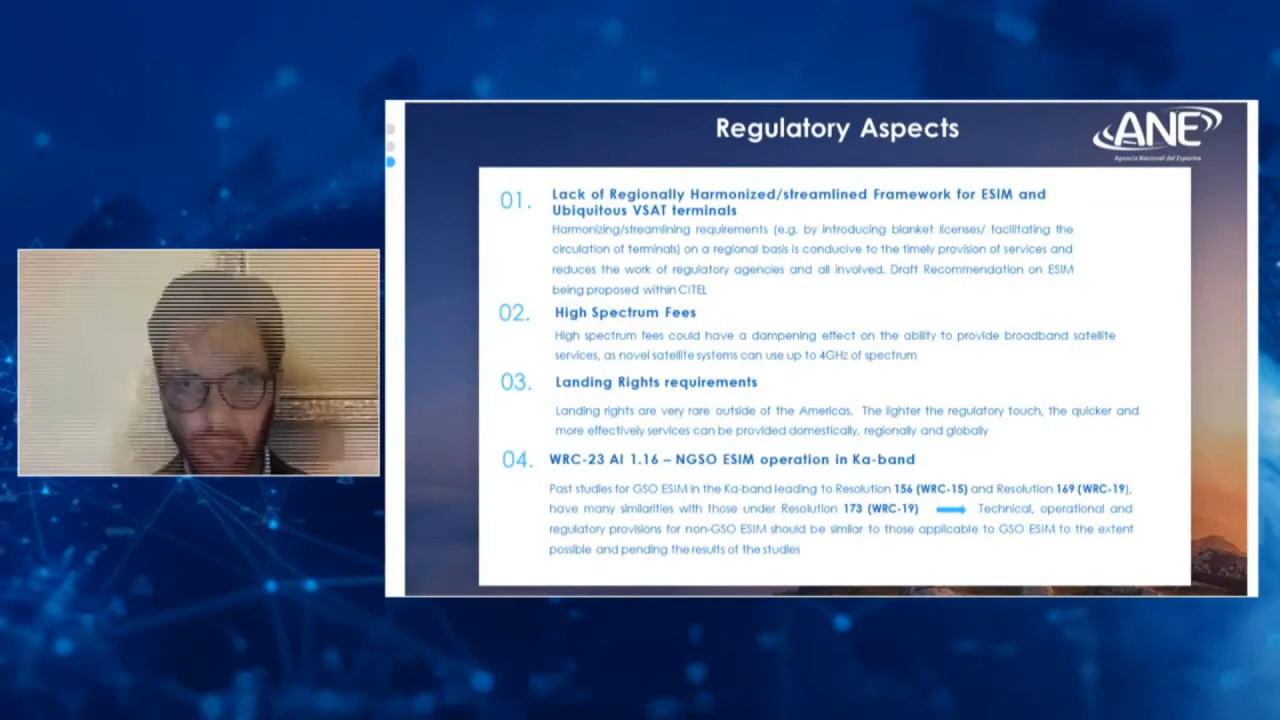 Regulatory Aspects
ANE
Agencia Nacional del Espectro
01.
Lack of Regionally Harmonized/streamlined Framework for ESIM and
Ubiquitous VSAT terminals
Harmonizing/streamlining requirements (e.g. by introducing blanket licenses/ facilitating the
circulation of terminals) on a regional basis is conducive to the timely provision of services and
reduces the work of regulatory agencies and all involved. Draft Recommendation on ESIM
being proposed within CITEL
02.
High Spectrum Fees
High spectrum fees could have a dampening effect on the ability to provide broadband satellite
services, as novel satellite systems can use up to 4GHz of spectrum
03.
Landing Rights requirements
Landing rights are very rare outside of the Americas. The lighter the regulatory touch, the quicker and
more effectively services can be provided domestically, regionally and globally
04.
WRC-23 AI 1.16 – NGSO ESIM operation in Ka-band
Past studies for GSO ESIM in the Ka-band leading to Resolution 156 (WRC-15) and Resolution 169 (WRC-19),
have many similarities with those under Resolution 173 (WRC-19) Technical, operational and
regulatory provisions for non-GSO ESIM should be similar to those applicable to GSO ESIM to the extent
possible and pending the results of the studies